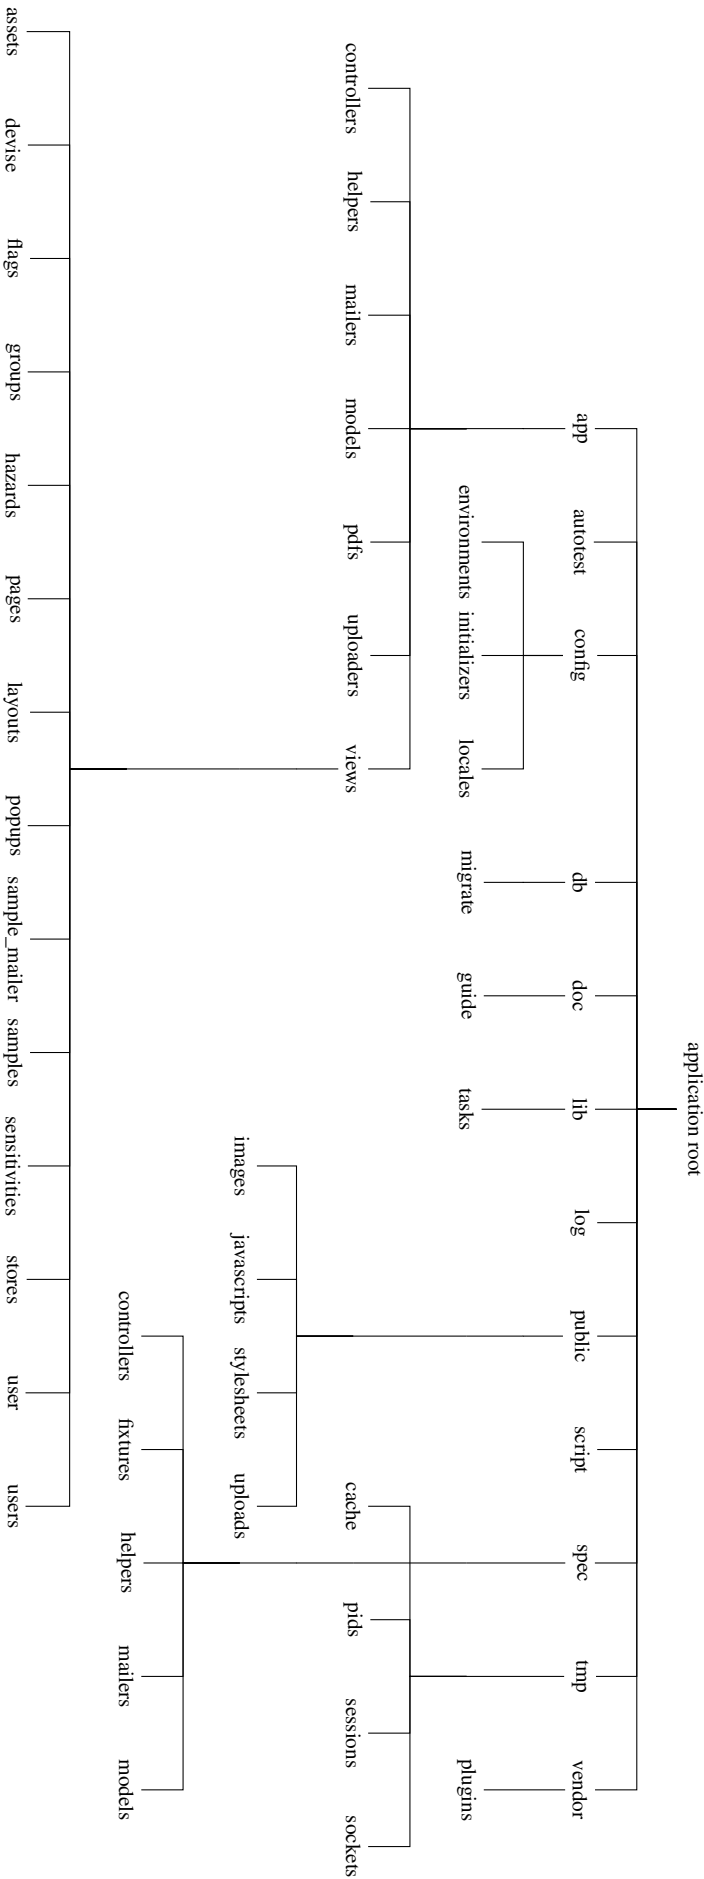 application root
app
autotest
config
db
doc
lib
log
public
script
spec
tmp
vendor
environments
initializers
locales
migrate
guide
tasks
plugins
controllers
helpers
mailers
models
pdfs
uploaders
views
cache
pids
sessions
sockets
images
javascripts
stylesheets
uploads
controllers
fixtures
helpers
mailers
models
assets
devise
flags
groups
hazards
pages
layouts
popups
sample_mailer
samples
sensitivities
stores
user
users